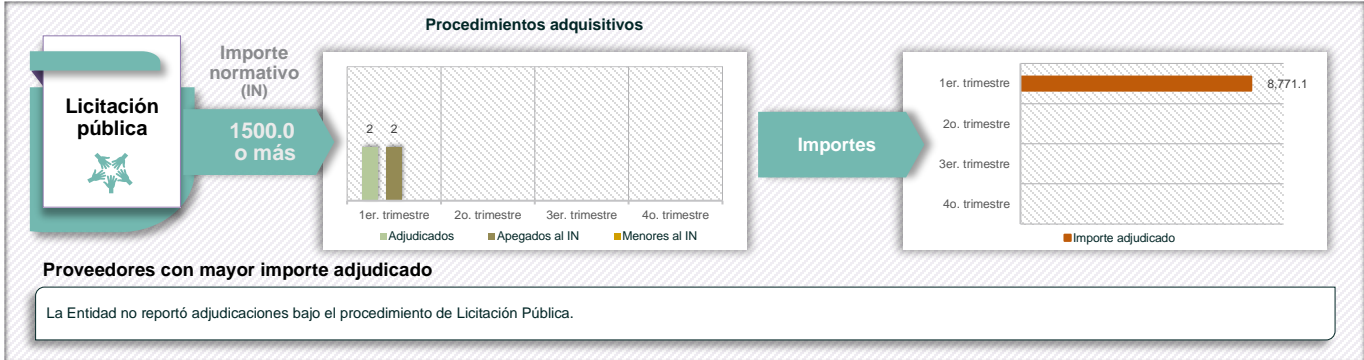 Procedimientos adquisitivos
Licitación
pública
Importe
normativo
(IN)
1500.0
o más
2 2
1er. trimestre 2o. trimestre 3er. trimestre 4o. trimestre
Adjudicados Apegados al IN Menores al IN
Importes
1er. trimestre 8,771.1
2o. trimestre
3er. trimestre
4o. trimestre
Importe adjudicado
Proveedores con mayor importe adjudicado
La Entidad no reportó adjudicaciones bajo el procedimiento de Licitación Pública.